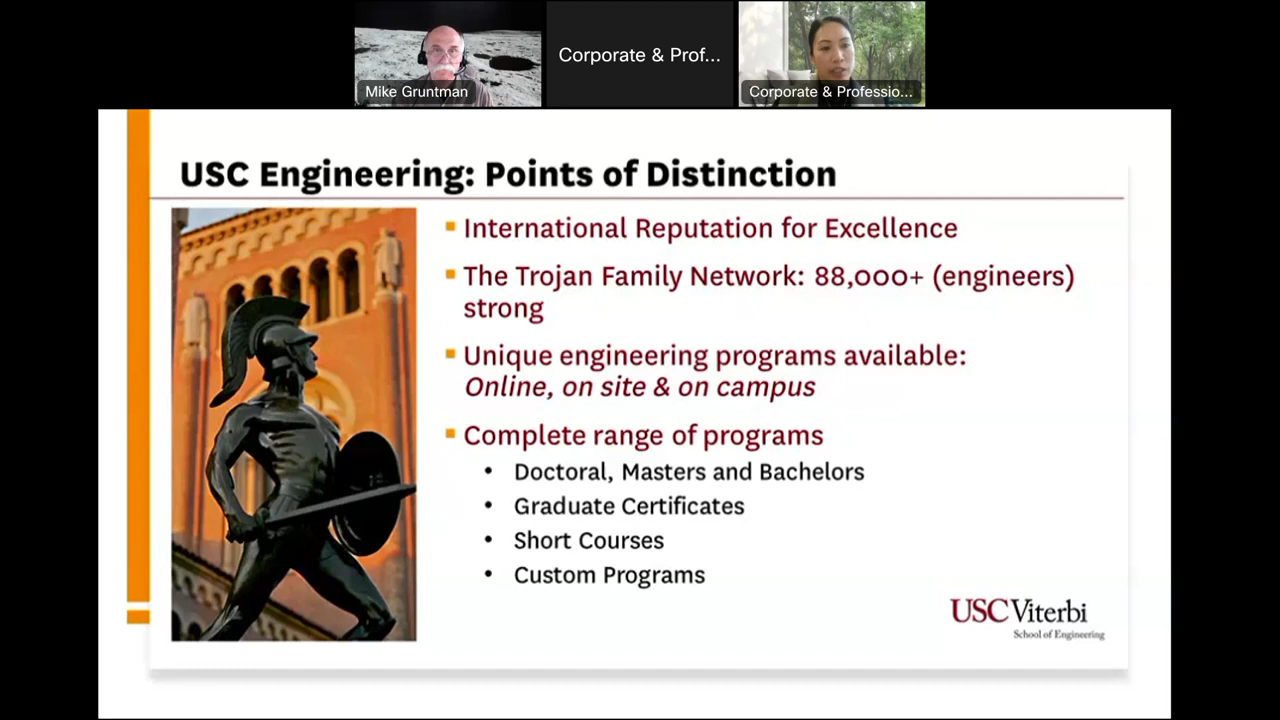 Mike Gruntman
Corporate & Prof...
Corporate & Professio...
USC Engineering: Points of Distinction
International Reputation for Excellence
The Trojan Family Network: 88,000+ (engineers)
strong
Unique engineering programs available:
Online, on site & on campus
Complete range of programs
• Doctoral, Masters and Bachelors
• Graduate Certificates
• Short Courses
• Custom Programs
USC Viterbi
School of Engineering